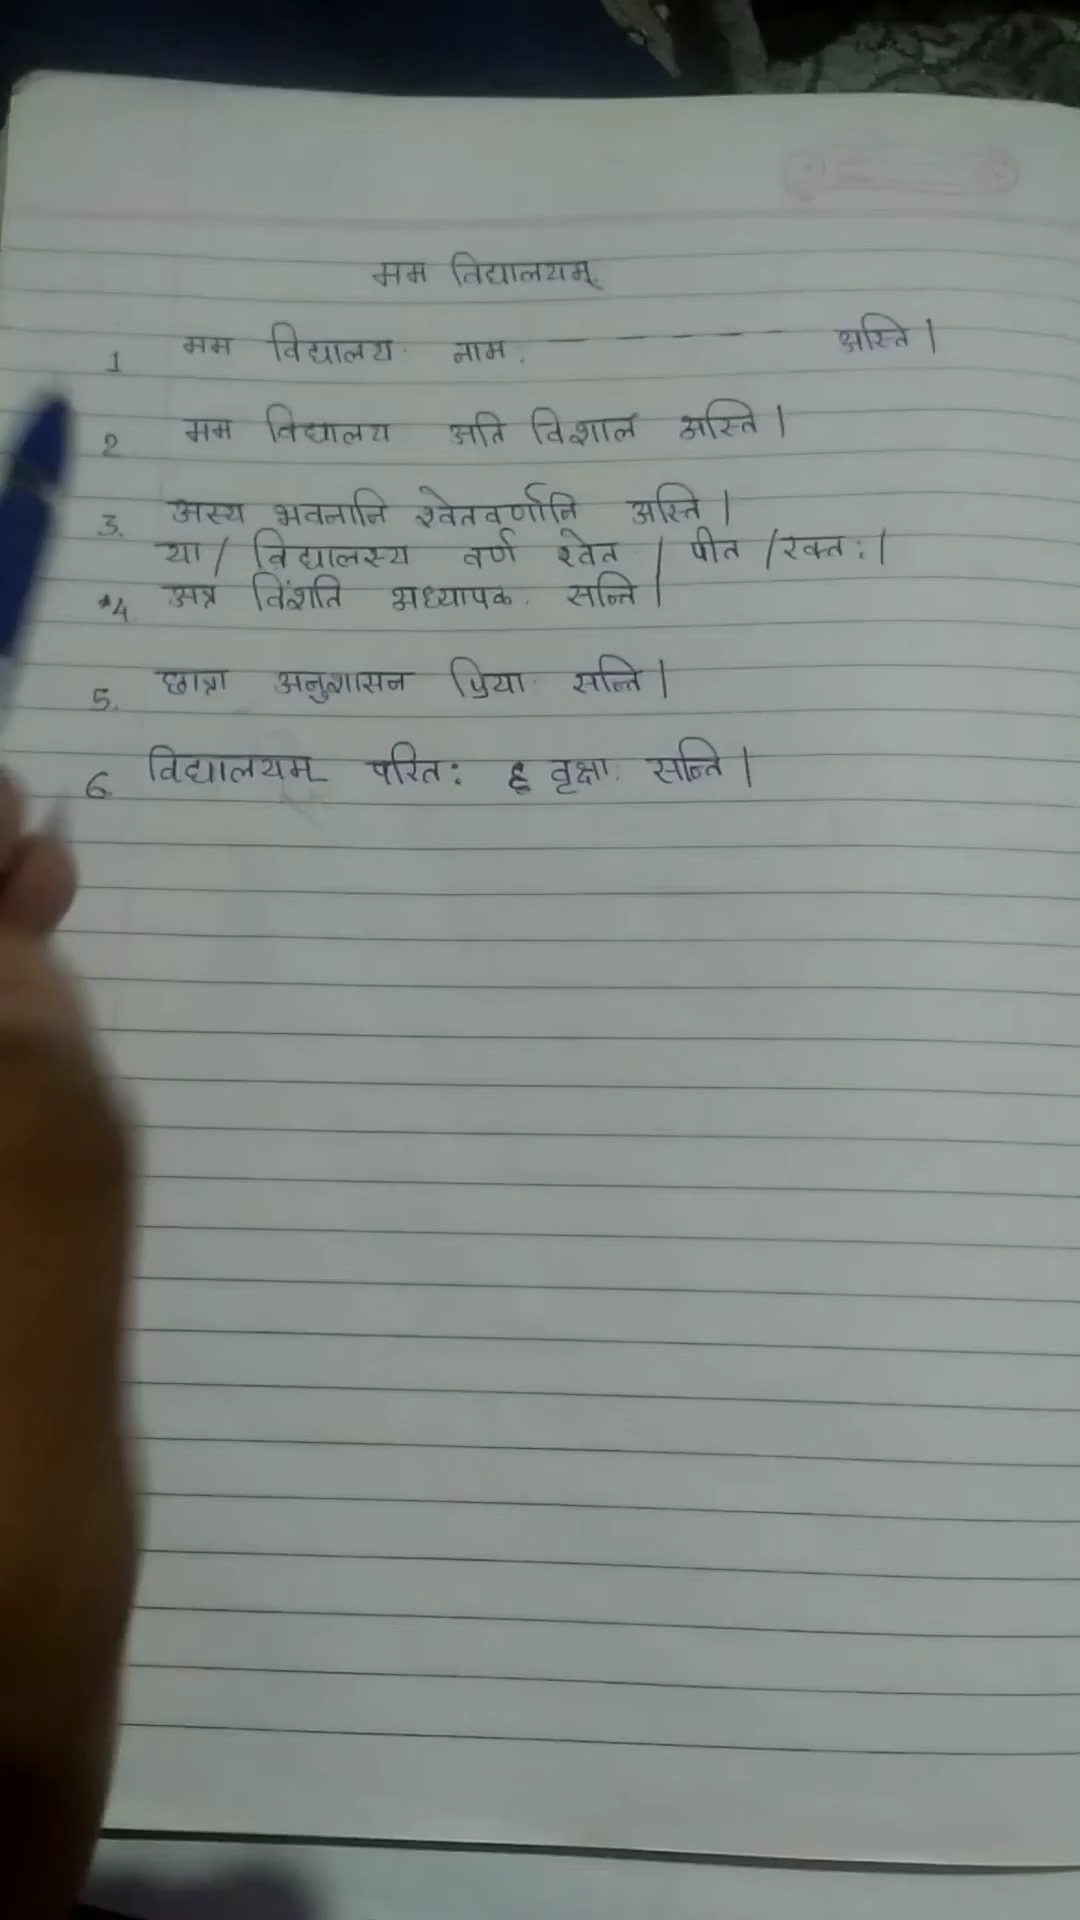 मम विद्यालयम्
1 मम विद्यालय नाम. - - - - अस्ति।
2 मम विद्यालय अति विशाल अस्ति।
3. अस्य भवनानि श्वेतवर्णानि अस्ति।
या / विद्यालस्य वर्ण श्वेत / पीत / रक्त:।
4. अत्र विंशति अध्यापक. सन्ति।
5. छात्रा अनुशासन प्रिया सन्ति।
6. विद्यालयम् परित: वृक्षा: सन्ति।